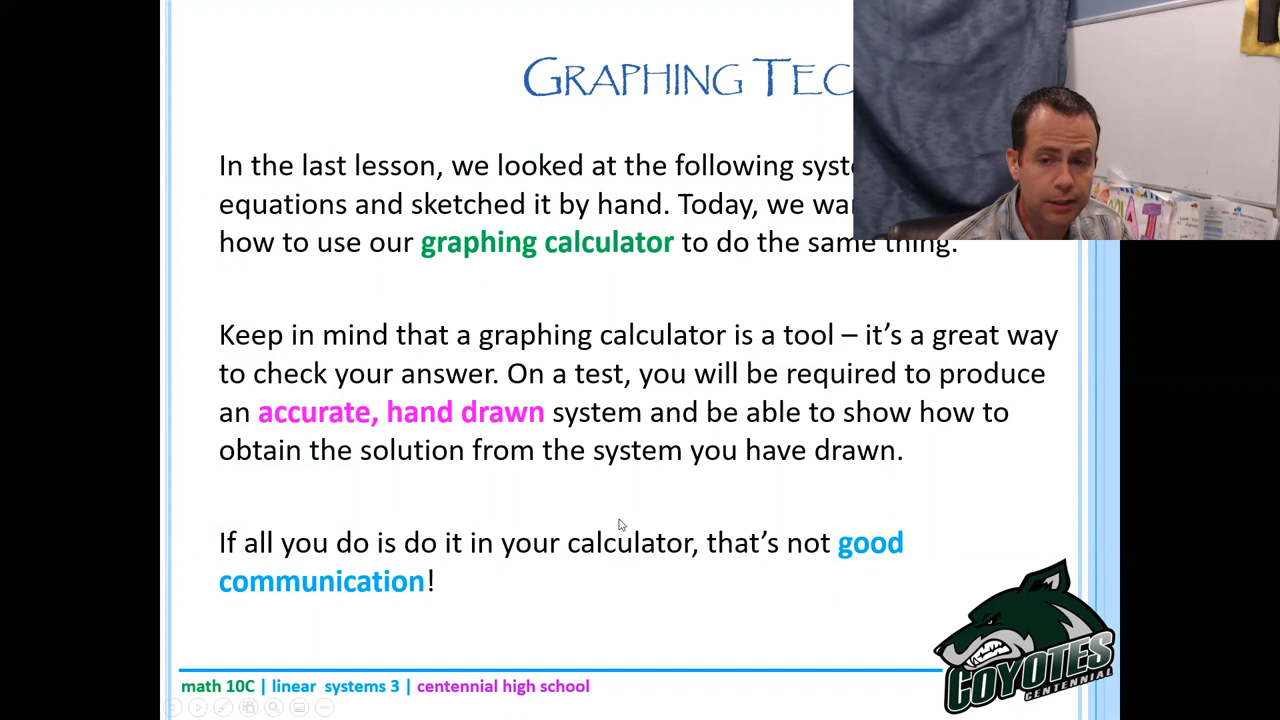 GRAPHING TEC
In the last lesson, we looked at the following syste
equations and sketched it by hand. Today, we wan
how to use our graphing calculator to do the same thing.
Keep in mind that a graphing calculator is a tool – it’s a great way
to check your answer. On a test, you will be required to produce
an accurate, hand drawn system and be able to show how to
obtain the solution from the system you have drawn.
If all you do is do it in your calculator, that’s not good
communication!
COYOTES
CENTENNIAL
math 10C | linear systems 3 | centennial high school